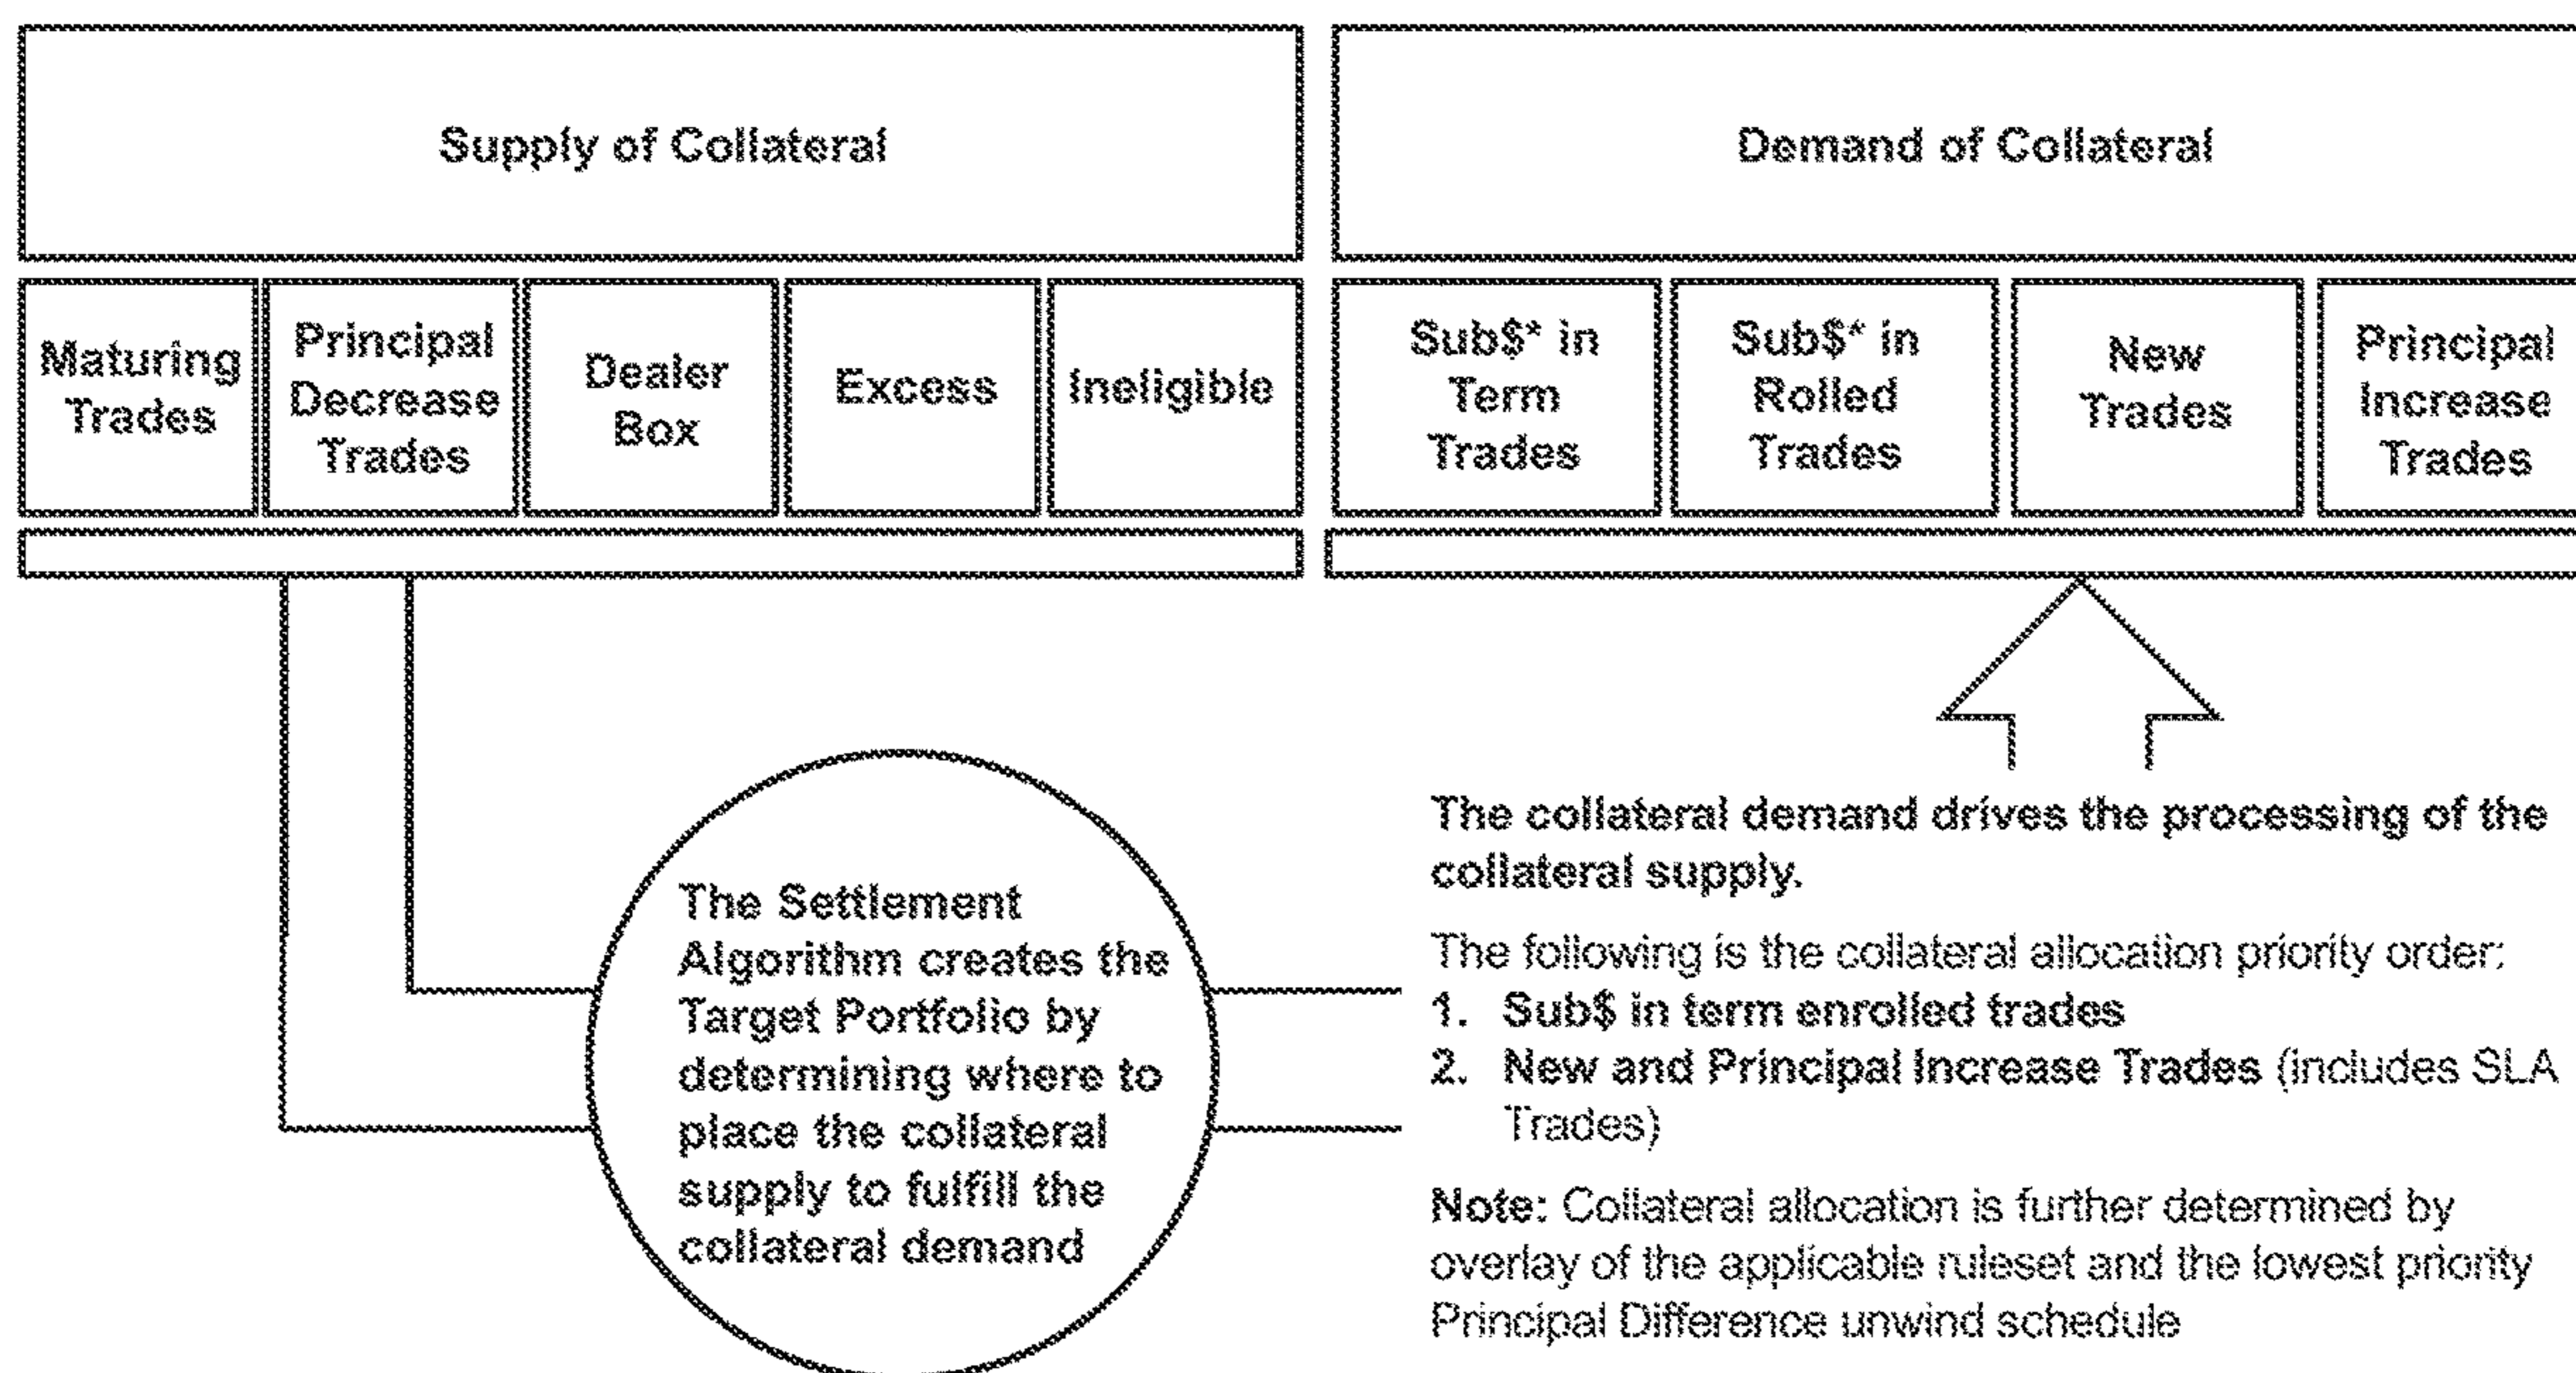 Supply of Collateral
Demand of Collateral
Maturing
Trades
Principal
Decrease
Trades
Dealer
Box
Excess
Ineligible
Sub$* in
Term
Trades
Sub$* in
Rolled
Trades
New
Trades
Principal
Increase
Trades
The Settlement
Algorithm creates the
Target Portfolio by
determining where to
place the collateral
supply to fulfill the
collateral demand
The collateral demand drives the processing of the
collateral supply.
The following is the collateral allocation priority order:
1. Sub$ in term enrolled trades
2. New and Principal Increase Trades (includes SLA
Trades)
Note: Collateral allocation is further determined by
overlay of the applicable ruleset and the lowest priority
Principal Difference unwind schedule